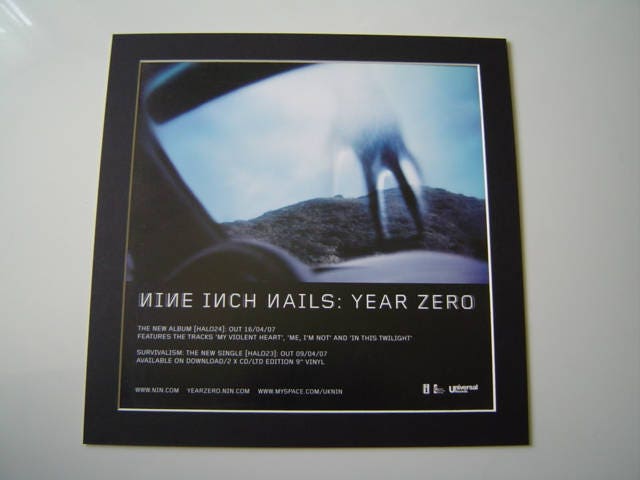 NINE INCH NAILS: YEAR ZERO
THE NEW ALBUM [HALO24]: OUT 16/04/07
FEATURES THE TRACKS 'MY VIOLENT HEART', 'ME, I'M NOT' AND 'IN THIS TWILIGHT'
SURVIVALISM: THE NEW SINGLE [HALO23]: OUT 09/04/07
AVAILABLE ON DOWNLOAD/2 X CD/LTD EDITION 9" VINYL
WWW.NIN.COM YEARZERO.NIN.COM WWW.MYSPACE.COM/UKNIN
Universal